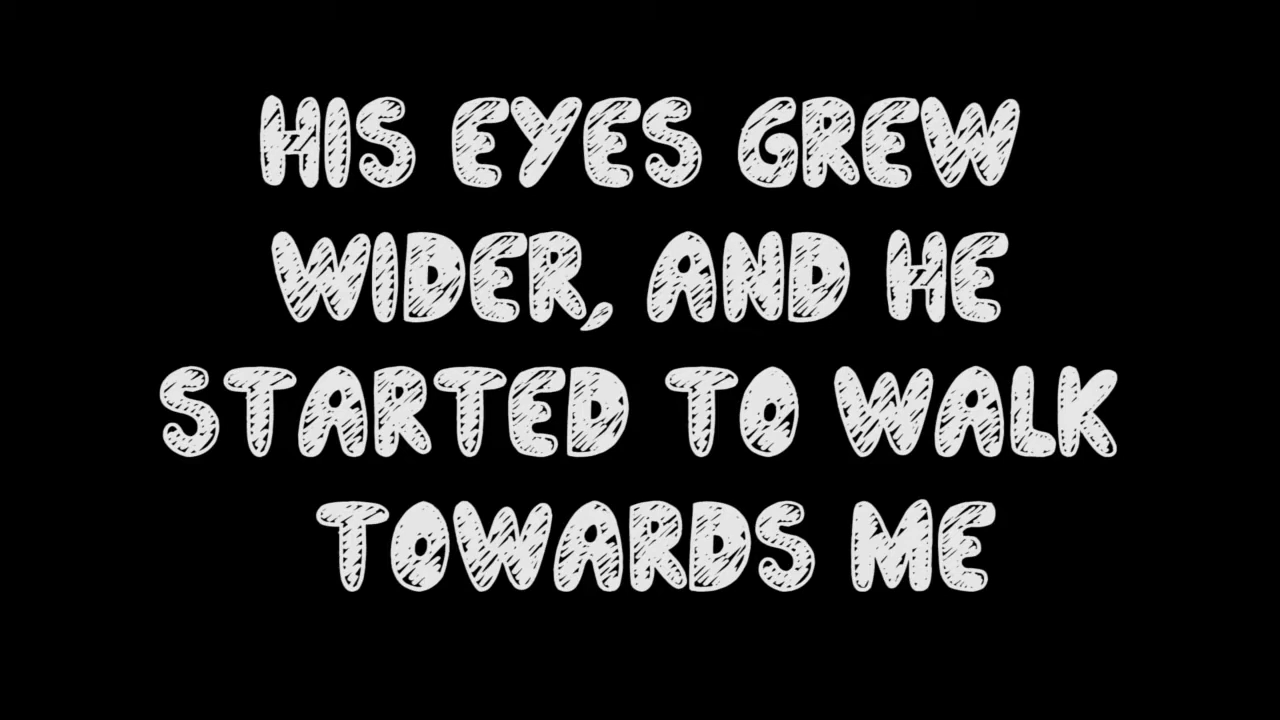 HIS EYES GREW
WIDER, AND HE
STARTED TO WALK
TOWARDS ME